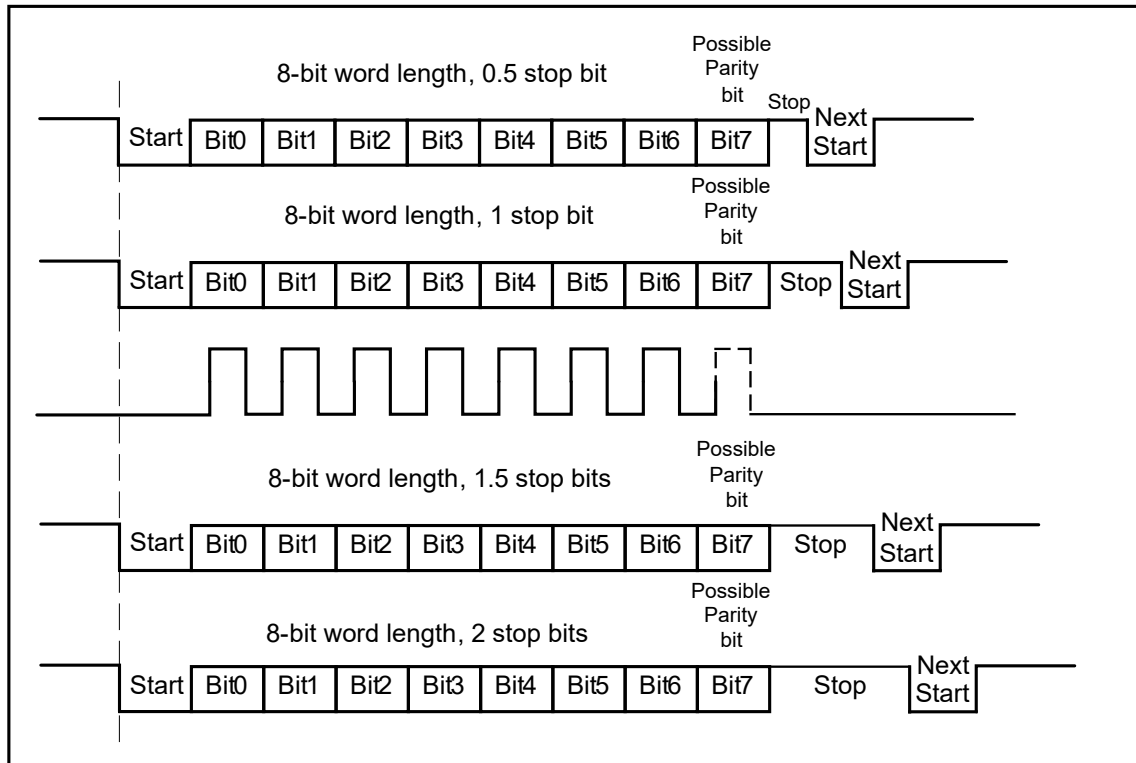 Possible
Parity
bit
8-bit word length, 0.5 stop bit
Stop
Start Bit0 Bit1 Bit2 Bit3 Bit4 Bit5 Bit6 Bit7
Next
Start
Possible
Parity
bit
8-bit word length, 1 stop bit
Start Bit0 Bit1 Bit2 Bit3 Bit4 Bit5 Bit6 Bit7 Stop
Next
Start
Possible
Parity
bit
8-bit word length, 1.5 stop bits
Start Bit0 Bit1 Bit2 Bit3 Bit4 Bit5 Bit6 Bit7 Stop
Next
Start
Possible
Parity
bit
8-bit word length, 2 stop bits
Start Bit0 Bit1 Bit2 Bit3 Bit4 Bit5 Bit6 Bit7 Stop
Next
Start